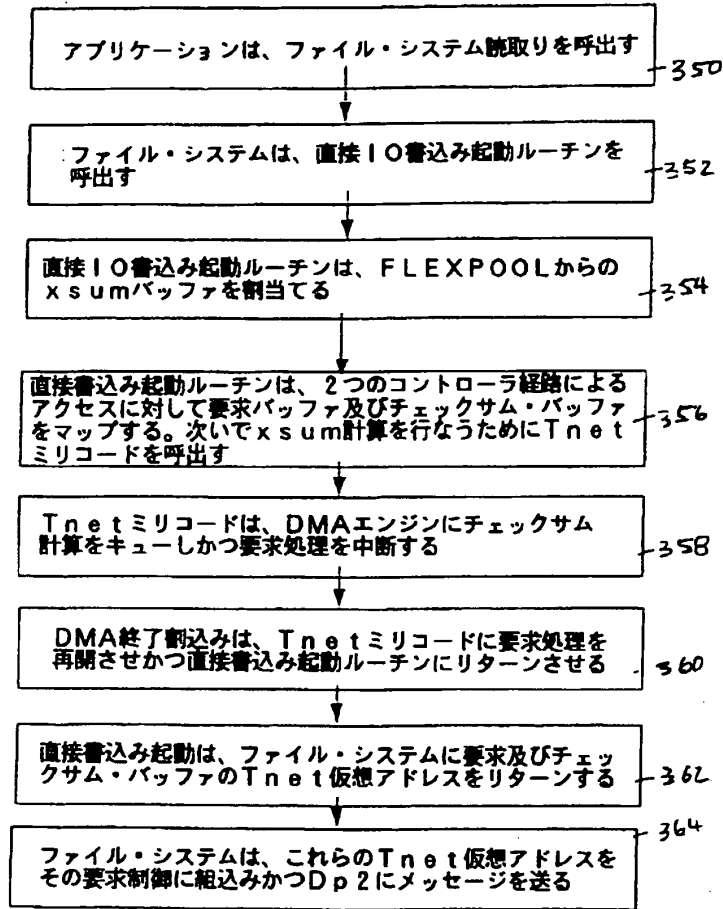 アプリケーションは、ファイル・システム読取りを呼出す
350
ファイル・システムは、直接IO書込み起動ルーチンを
呼出す
352
直接IO書込み起動ルーチンは、FLEXPOOLからの
xsumバッファを割当てる
354
直接書込み起動ルーチンは、2つのコントローラ経路による
アクセスに対して要求バッファ及びチェックサム・バッファ
をマップする。次いでxsum計算を行なうためにTnet
ミリコードを呼出す
356
Tnetミリコードは、DMAエンジンにチェックサム
計算をキューしかつ要求処理を中断する
358
DMA終了割込みは、Tnetミリコードに要求処理を
再開させかつ直接書込み起動ルーチンにリターンさせる
360
直接書込み起動は、ファイル・システムに要求及びチェッ
クサム・バッファのTnet仮想アドレスをリターンする
362
364
ファイル・システムは、これらのTnet仮想アドレスを
その要求制御に組込みかつDp2にメッセージを送る